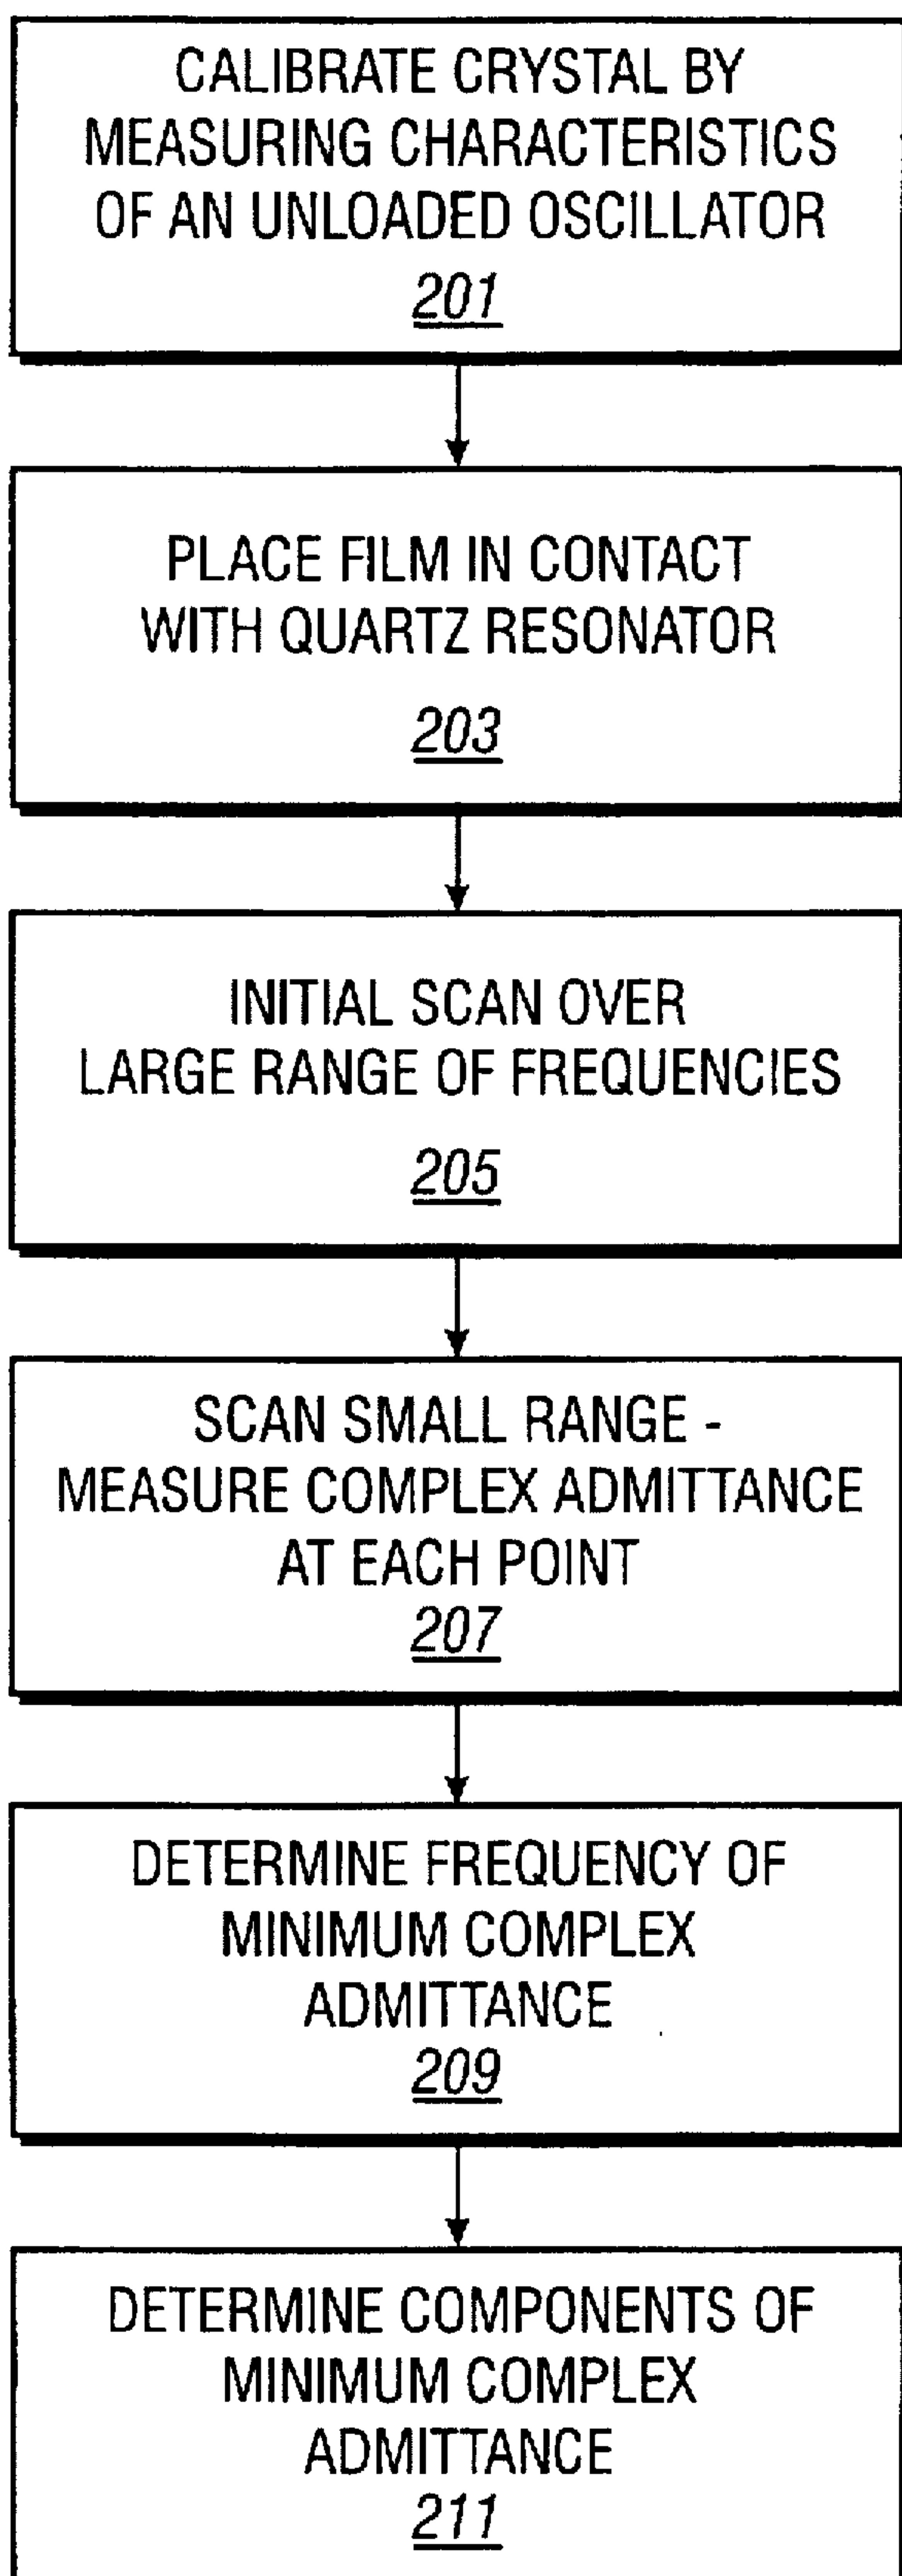 CALIBRATE CRYSTAL BY
MEASURING CHARACTERISTICS
OF AN UNLOADED OSCILLATOR
201
PLACE FILM IN CONTACT
WITH QUARTZ RESONATOR
203
INITIAL SCAN OVER
LARGE RANGE OF FREQUENCIES
205
SCAN SMALL RANGE -
MEASURE COMPLEX ADMITTANCE
AT EACH POINT
207
DETERMINE FREQUENCY OF
MINIMUM COMPLEX
ADMITTANCE
209
DETERMINE COMPONENTS OF
MINIMUM COMPLEX
ADMITTANCE
211